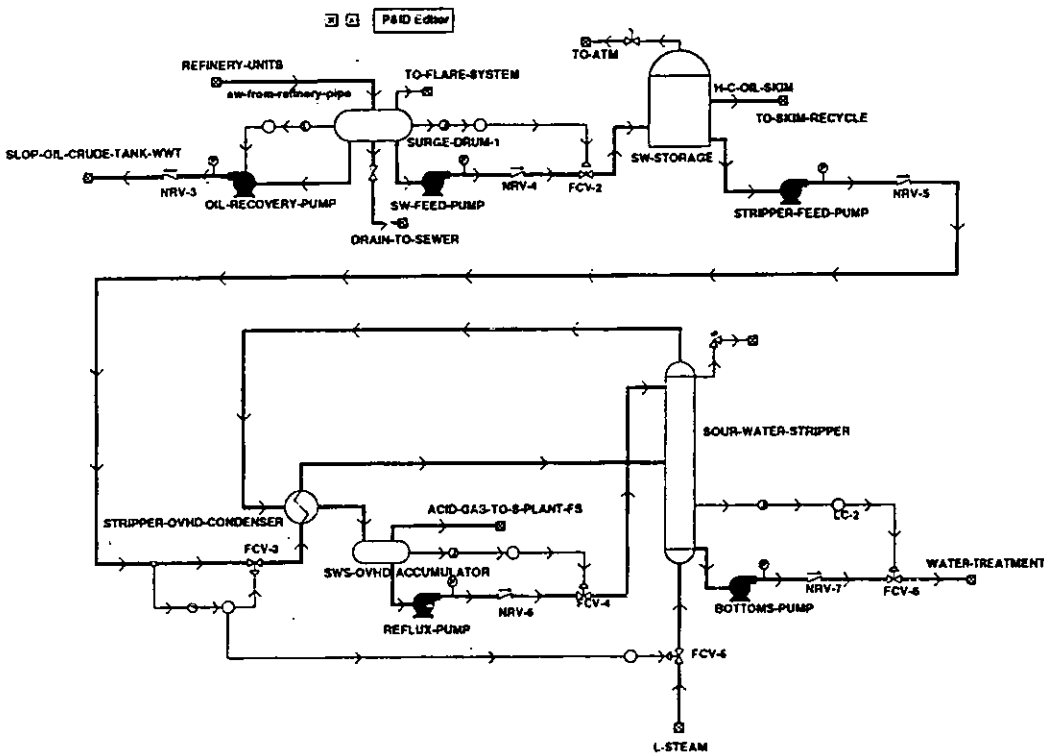 P&ID Editor
REFINERY-UNITS
sw-from-refinery-pipe
TO-FLARE-SYSTEM
TO-ATM
H-C-OIL-SKIM
TO-SKIM-RECYCLE
SURGE-DRUM-1
SW-STORAGE
SLOP-OIL-CRUDE-TANK-WWT
NRV-3
OIL-RECOVERY-PUMP
SW-FEED-PUMP
NRV-4
FCV-2
STRIPPER-FEED-PUMP
NRV-5
DRAIN-TO-SEWER
SOUR-WATER-STRIPPER
STRIPPER-OVHD-CONDENSER
ACID-GAS-TO-S-PLANT-FS
LC-2
FCV-3
SWS-OVHD ACCUMULATOR
WATER-TREATMENT
REFLUX-PUMP
NRV-6
FCV-4
BOTTOMS-PUMP
NRV-7
FCV-6
FCV-5
L-STEAM